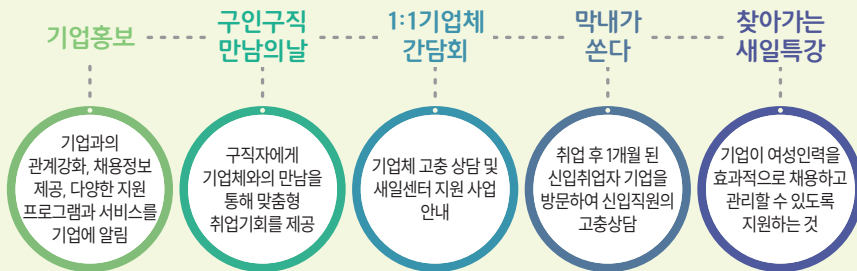 기업홍보
기업과의
관계강화, 채용정보
제공, 다양한 지원
프로그램과 서비스를
기업에 알림
구인구직
만남의날
구직자에게
기업체와의 만남을
통해 맞춤형
취업기회를 제공
1:1기업체
간담회
기업체 고충 상담 및
새일센터 지원 사업
안내
막내가
쏜다
취업 후 1개월 된
신입취업자 기업을
방문하여 신입직원의
고충상담
찾아가는
새일특강
기업이 여성인력을
효과적으로 채용하고
관리할 수 있도록
지원하는 것